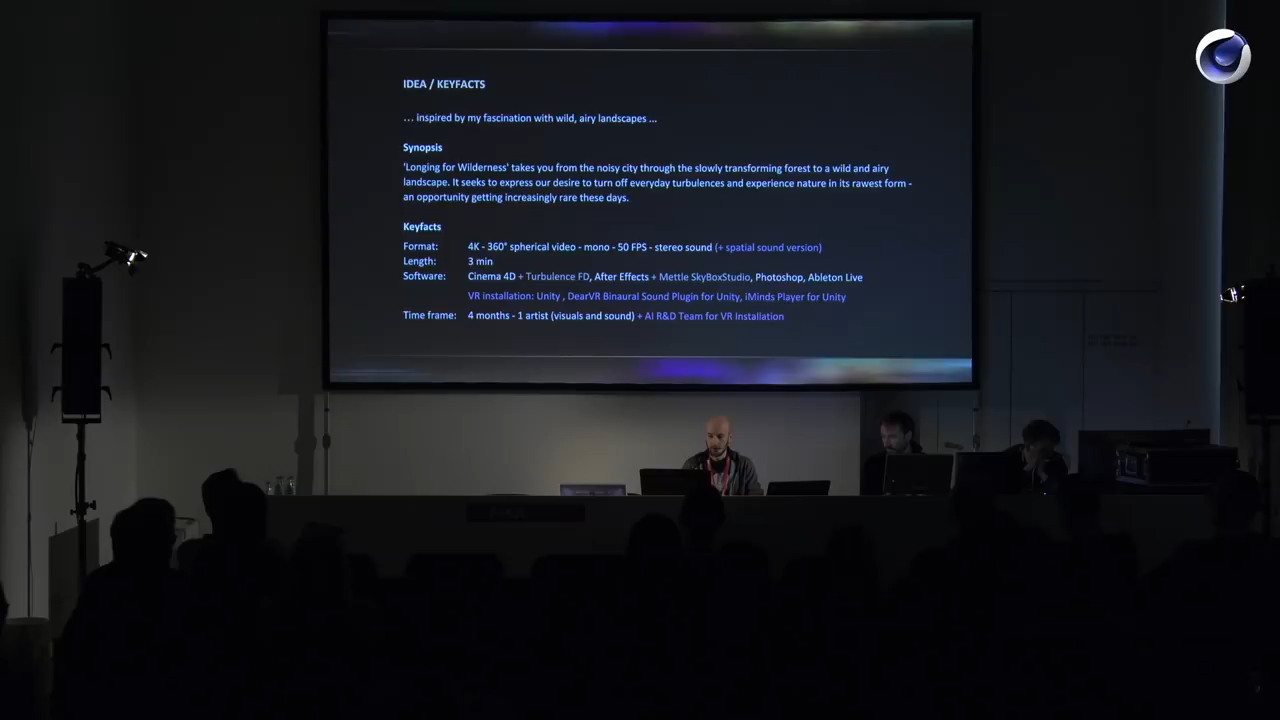 IDEA / KEYFACTS
... inspired by my fascination with wild, airy landscapes ...
Synopsis
'Longing for Wilderness' takes you from the noisy city through the slowly transforming forest to a wild and airy
landscape. It seeks to express our desire to turn off everyday turbulences and experience nature in its rawest form -
an opportunity getting increasingly rare these days.
Keyfacts
Format: 4K - 360° spherical video - mono - 50 FPS - stereo sound (+ spatial sound version)
Length: 3 min
Software: Cinema 4D + Turbulence FD, After Effects + Mettle SkyBoxStudio, Photoshop, Ableton Live
VR installation: Unity , DearVR Binaural Sound Plugin for Unity, iMinds Player for Unity
Time frame: 4 months - 1 artist (visuals and sound) + AI R&D Team for VR Installation